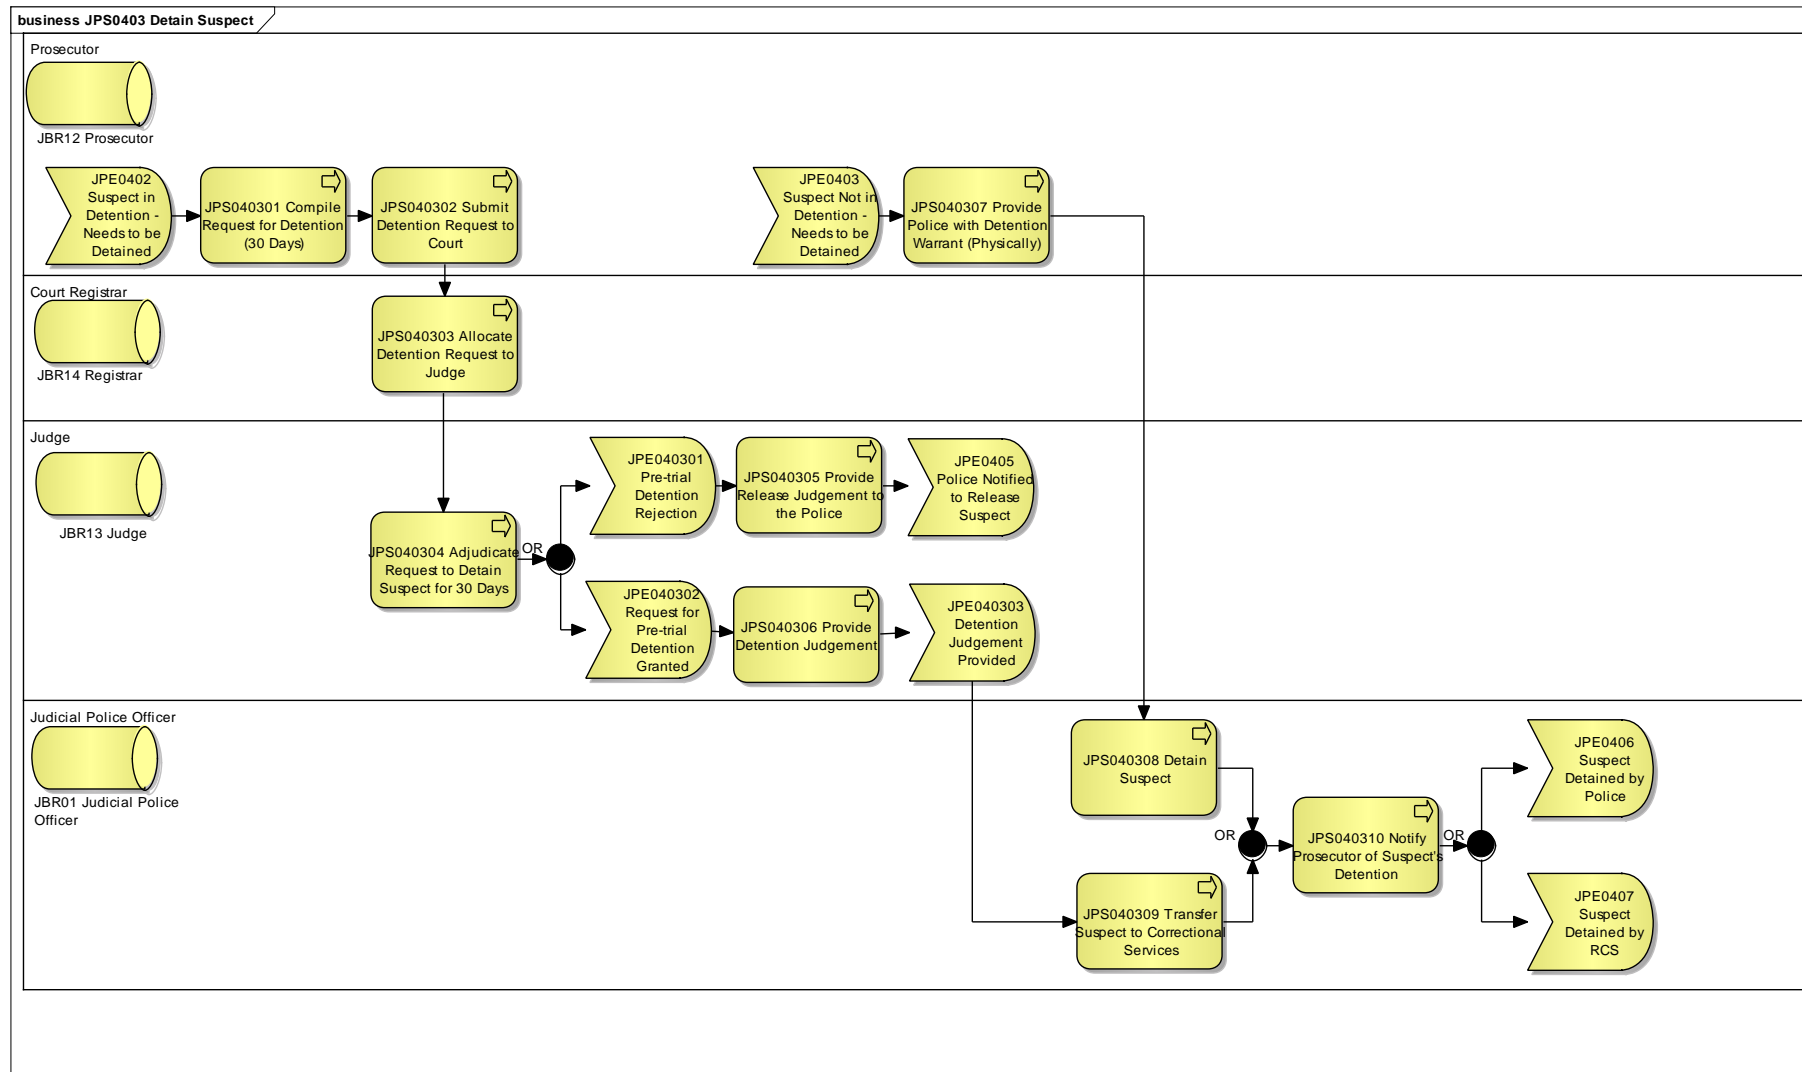 business JPS0403 Detain Suspect
Prosecutor
JBR12 Prosecutor
JPE0402
Suspect in
Detention -
Needs to be
Detained
JPS040301 Compile
Request for Detention
(30 Days)
JPS040302 Submit
Detention Request to
Court
JPE0403
Suspect Not in
Detention -
Needs to be
Detained
JPS040307 Provide
Police with Detention
Warrant (Physically)
Court Registrar
JBR14 Registrar
JPS040303 Allocate
Detention Request to
Judge
Judge
JBR13 Judge
JPS040304 Adjudicate
Request to Detain
Suspect for 30 Days
OR
JPE040301
Pre-trial
Detention
Rejection
JPS040305 Provide
Release Judgement to
the Police
JPE0405
Police Notified
to Release
Suspect
JPE040302
Request for
Pre-trial
Detention
Granted
JPS040306 Provide
Detention Judgement
JPE040303
Detention
Judgement
Provided
Judicial Police Officer
JBR01 Judicial Police
Officer
JPS040308 Detain
Suspect
OR
JPS040309 Transfer
Suspect to Correctional
Services
JPS040310 Notify
Prosecutor of Suspect's
Detention
OR
JPE0406
Suspect
Detained by
Police
JPE0407
Suspect
Detained by
RCS